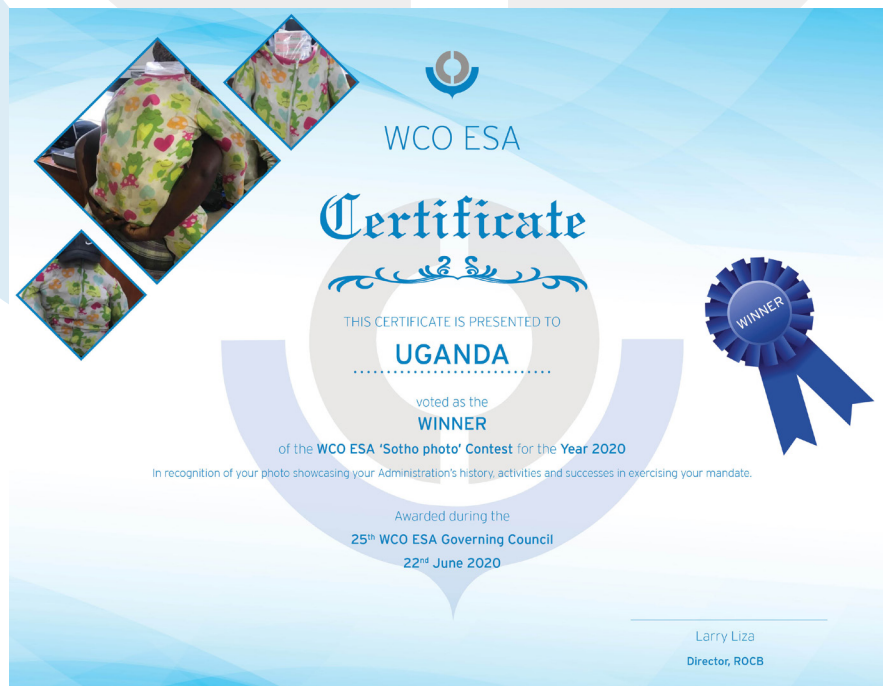 WCO ESA
Certificate
THIS CERTIFICATE IS PRESENTED TO
UGANDA
voted as the
WINNER
of the WCO ESA ‘Sotho photo’ Contest for the Year 2020
In recognition of your photo showcasing your Administration's history, activities and successes in exercising your mandate.
Awarded during the
25th WCO ESA Governing Council
22nd June 2020
WINNER
Larry Liza
Director, ROCB